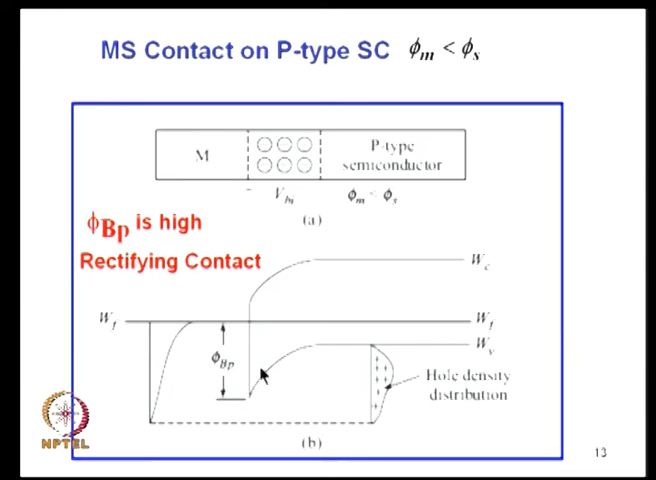 MS Contact on P-type SC ϕm < ϕs
M
P-type
semiconductor
− Vbi ϕm < ϕs
(a)
ϕBp is high
Rectifying Contact
Wc
Wf Wf
Wv
ϕBp
Hole density
distribution
(b)
NPTEL
13